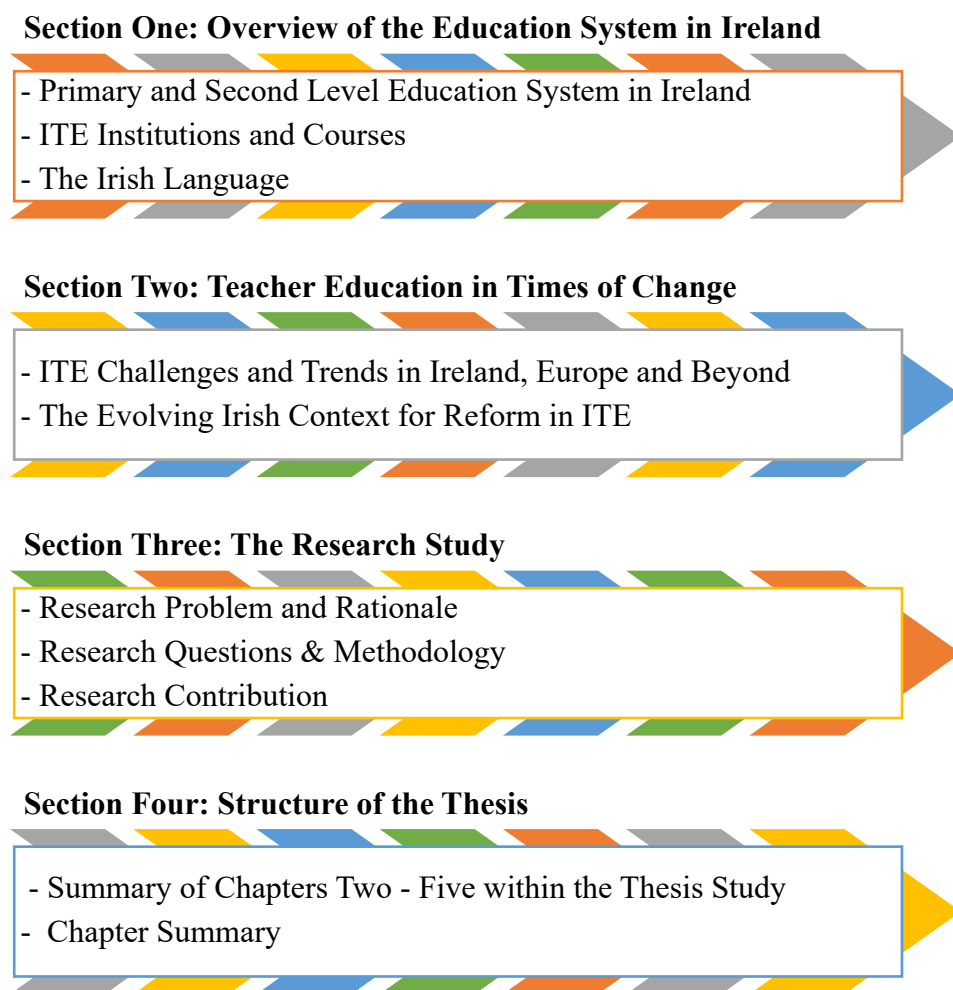 Section One: Overview of the Education System in Ireland
- Primary and Second Level Education System in Ireland
- ITE Institutions and Courses
- The Irish Language
Section Two: Teacher Education in Times of Change
- ITE Challenges and Trends in Ireland, Europe and Beyond
- The Evolving Irish Context for Reform in ITE
Section Three: The Research Study
- Research Problem and Rationale
- Research Questions & Methodology
- Research Contribution
Section Four: Structure of the Thesis
- Summary of Chapters Two - Five within the Thesis Study
- Chapter Summary